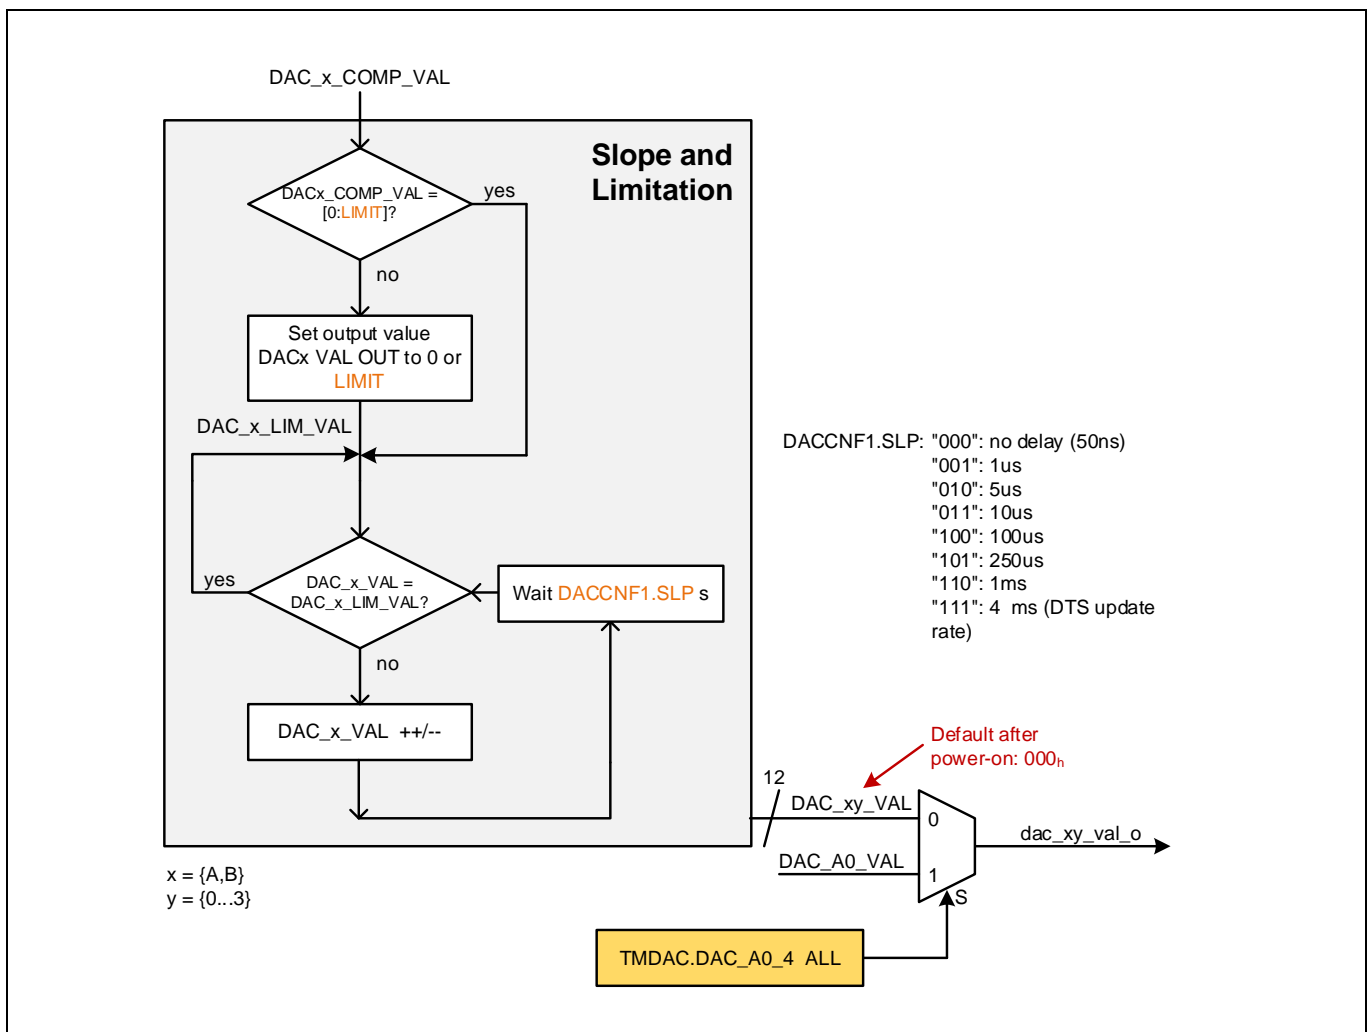 DAC_x_COMP_VAL
Slope and
Limitation
DACx_COMP_VAL =
[0:LIMIT]?
yes
no
Set output value
DACx VAL OUT to 0 or
LIMIT
DAC_x_LIM_VAL
DACCNF1.SLP: "000": no delay (50ns)
"001": 1us
"010": 5us
"011": 10us
"100": 100us
"101": 250us
"110": 1ms
"111": 4 ms (DTS update
rate)
yes
DAC_x_VAL =
DAC_x_LIM_VAL?
Wait DACCNF1.SLP s
no
DAC_x_VAL ++/--
Default after
power-on: 000h
12
DAC_xy_VAL
0
dac_xy_val_o
DAC_A0_VAL
1
S
x = {A,B}
y = {0...3}
TMDAC.DAC_A0_4 ALL